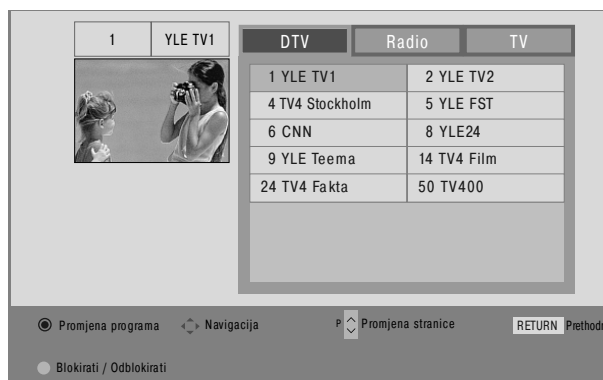 1 YLE TV1
DTV Radio TV
1 YLE TV1 2 YLE TV2
4 TV4 Stockholm 5 YLE FST
6 CNN 8 YLE24
9 YLE Teema 14 TV4 Film
24 TV4 Fakta 50 TV400
Promjena programa Navigacija P Promjena stranice RETURN Prethodn
Blokirati / Odblokirati